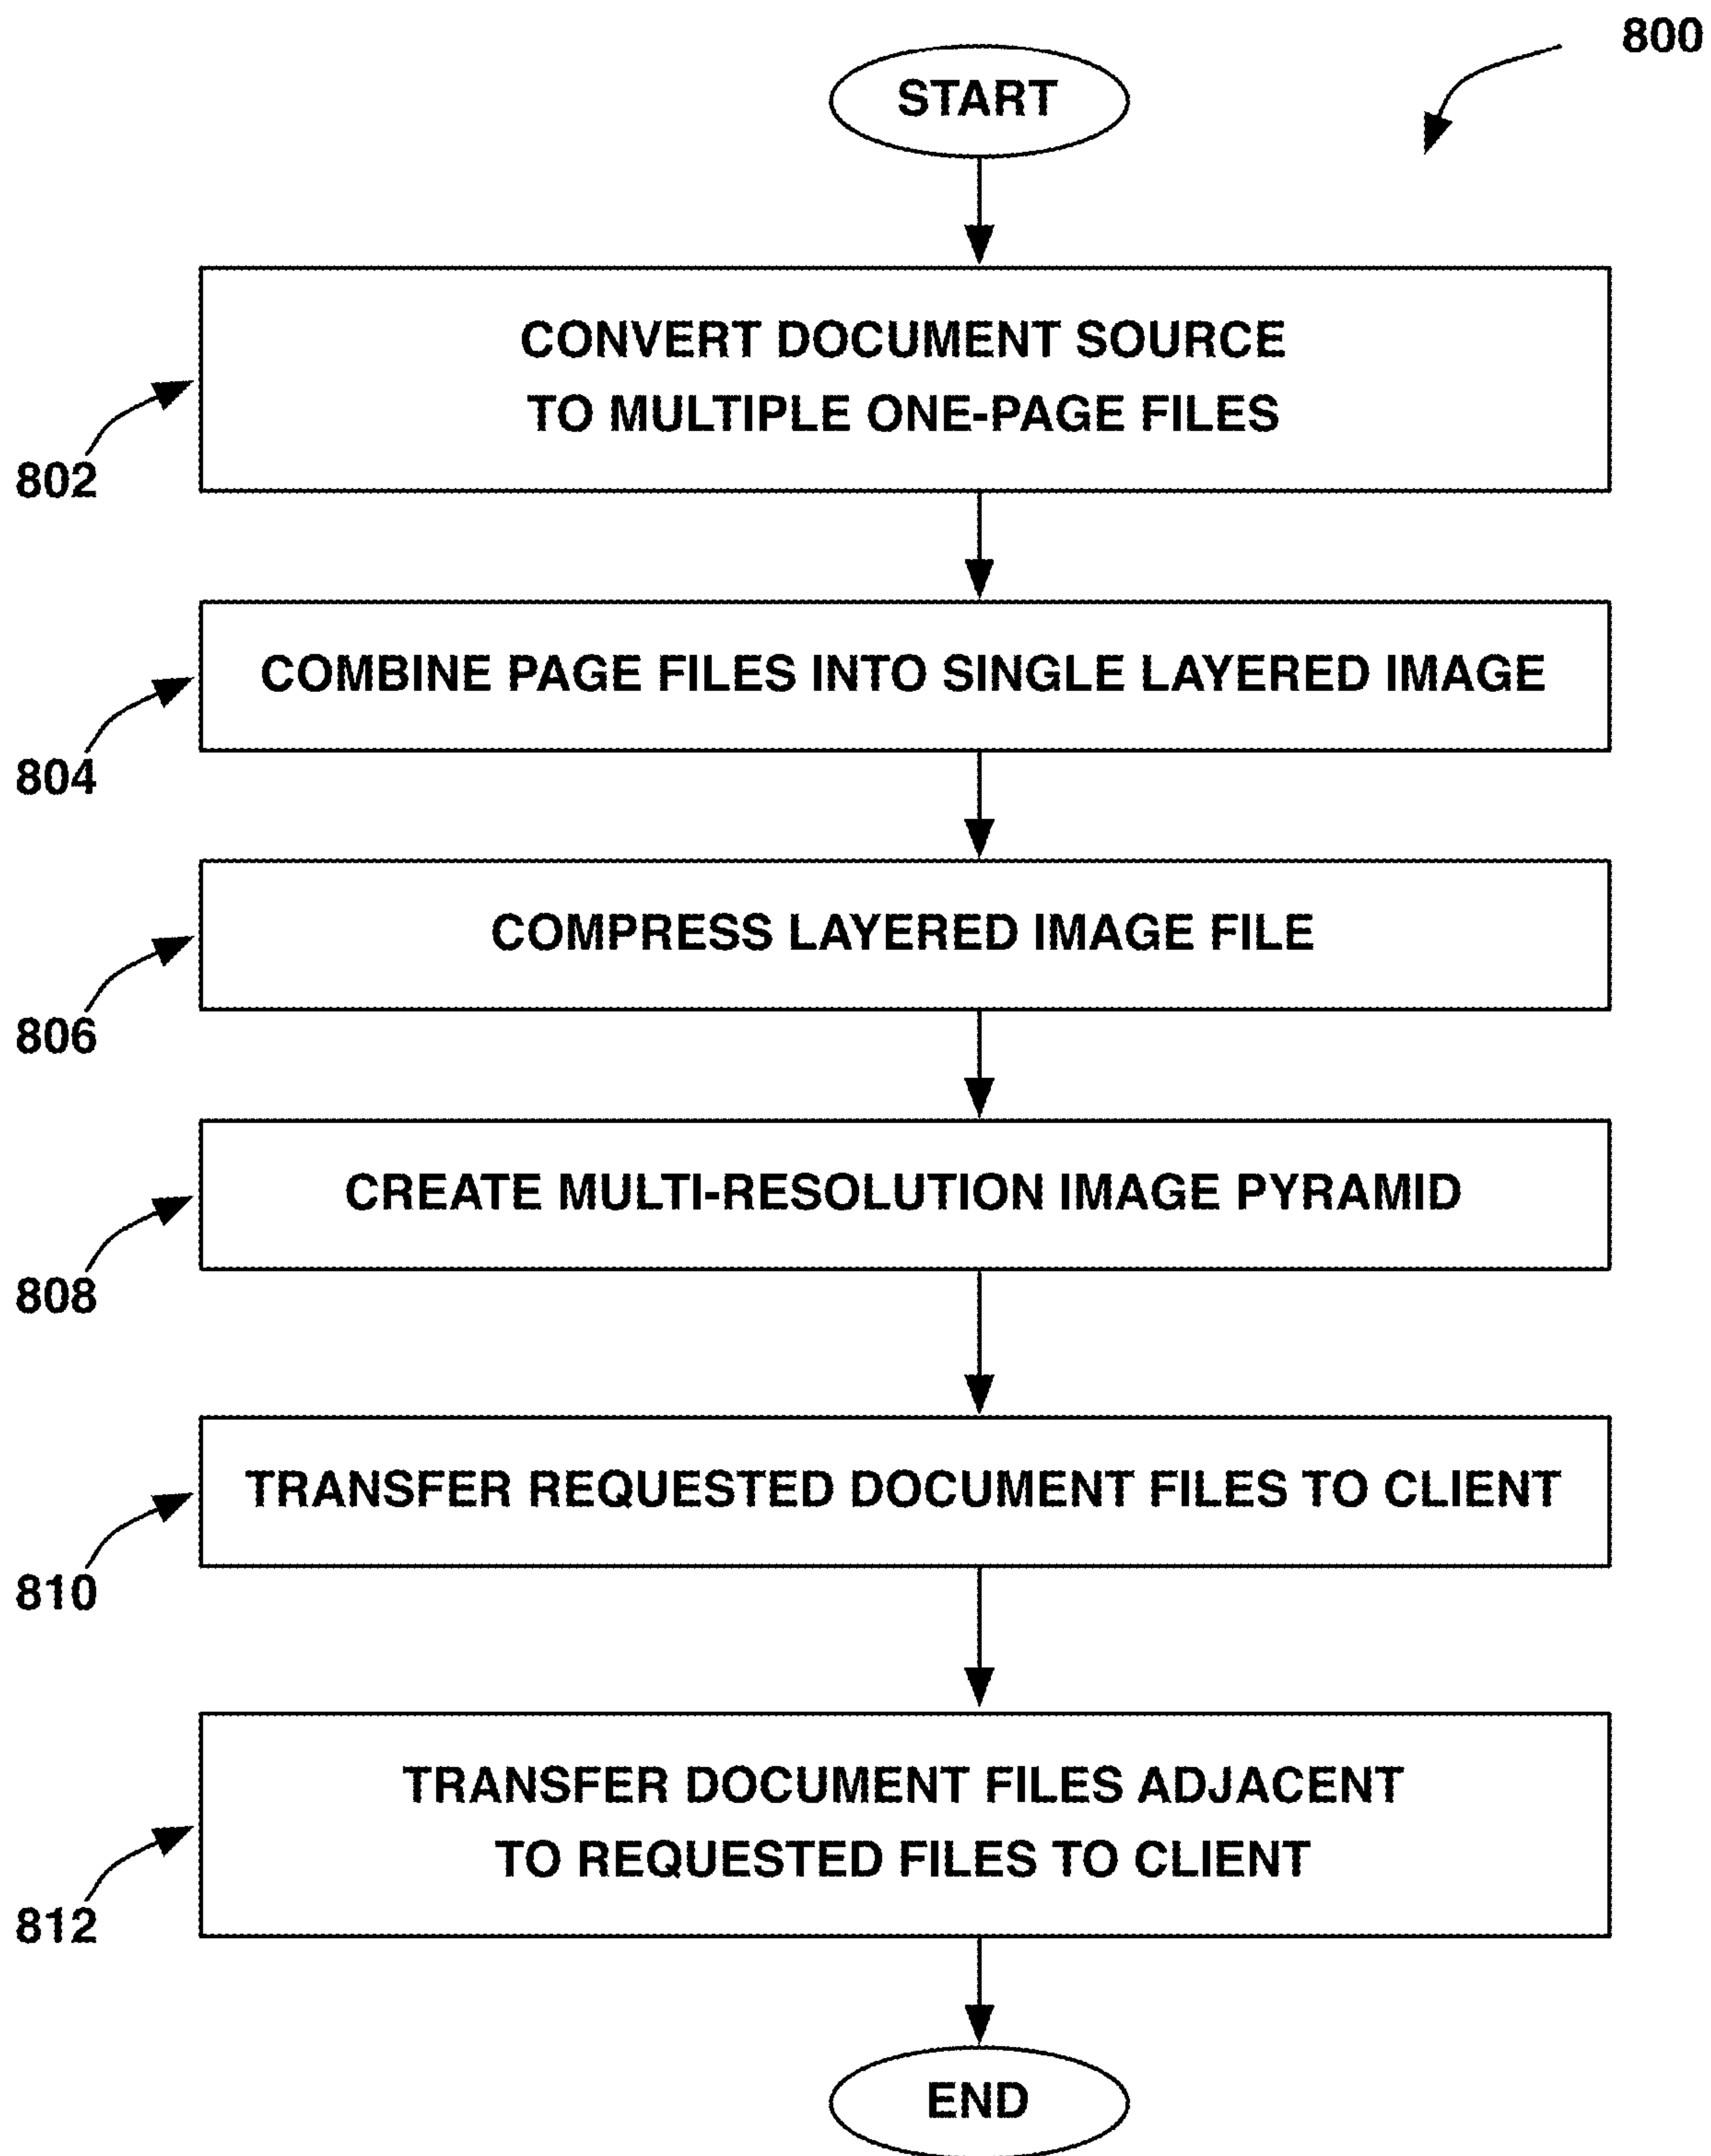 800
START
CONVERT DOCUMENT SOURCE
TO MULTIPLE ONE-PAGE FILES
802
COMBINE PAGE FILES INTO SINGLE LAYERED IMAGE
804
COMPRESS LAYERED IMAGE FILE
806
CREATE MULTI-RESOLUTION IMAGE PYRAMID
808
TRANSFER REQUESTED DOCUMENT FILES TO CLIENT
810
TRANSFER DOCUMENT FILES ADJACENT
TO REQUESTED FILES TO CLIENT
812
END